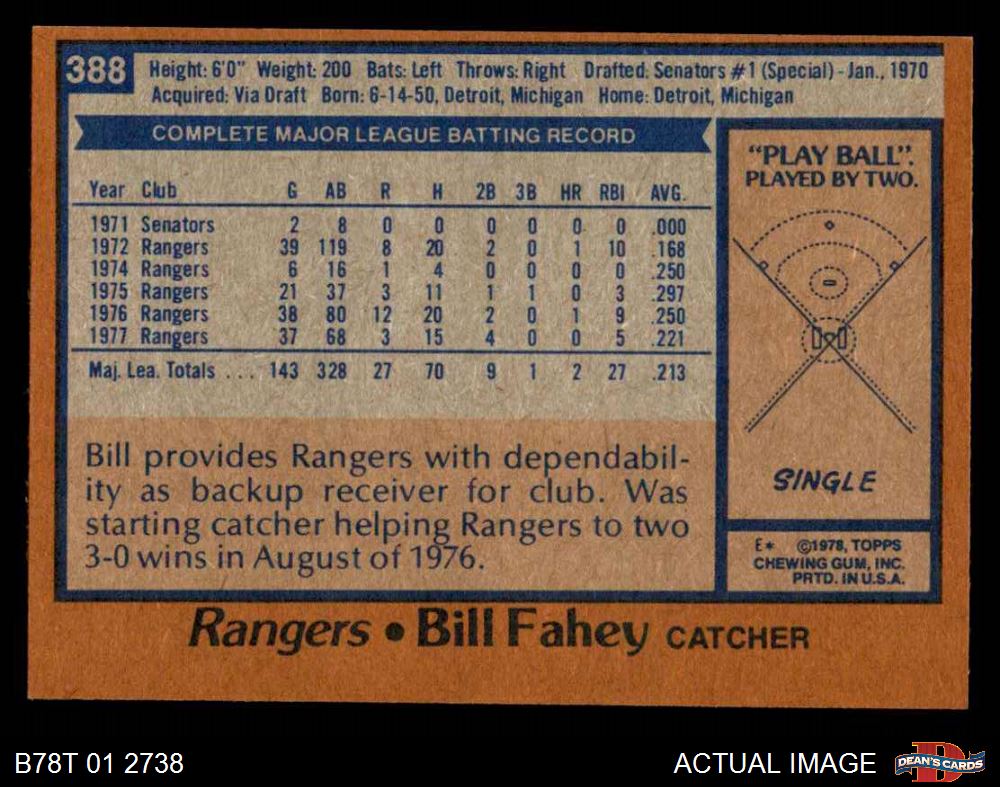 388
Height: 6'0" Weight: 200 Bats: Left Throws: Right Drafted: Senators #1 (Special) - Jan., 1970
Acquired: Via Draft Born: 6-14-50, Detroit, Michigan Home: Detroit, Michigan
COMPLETE MAJOR LEAGUE BATTING RECORD
Year Club G AB R H 2B 3B HR RBI AVG.
1971 Senators 2 8 0 0 0 0 0 0 .000
1972 Rangers 39 119 8 20 2 0 1 10 .168
1974 Rangers 6 16 1 4 0 0 0 0 .250
1975 Rangers 21 37 3 11 1 1 0 3 .297
1976 Rangers 38 80 12 20 2 0 1 9 .250
1977 Rangers 37 68 3 15 4 0 0 5 .221
Maj. Lea. Totals ... 143 328 27 70 9 1 2 27 .213
Bill provides Rangers with dependabil-
ity as backup receiver for club. Was
starting catcher helping Rangers to two
3-0 wins in August of 1976.
"PLAY BALL".
PLAYED BY TWO.
SINGLE
E* ©1978, TOPPS
CHEWING GUM, INC.
PRTD. IN U.S.A.
Rangers • Bill Fahey CATCHER
B78T 01 2738
ACTUAL IMAGE
DEAN'S CARDS